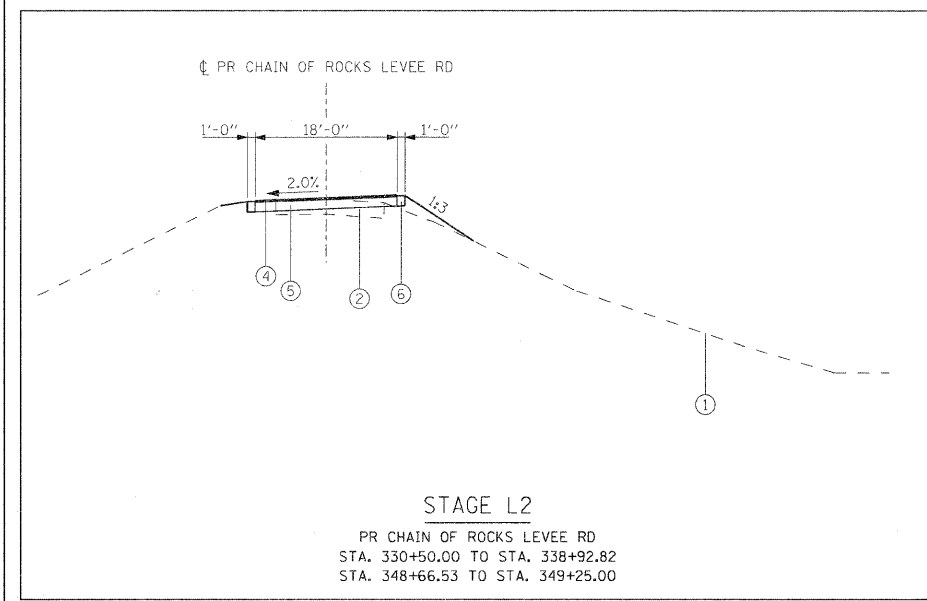 ℄ PR CHAIN OF ROCKS LEVEE RD
1'-0" 18'-0" 1'-0"
2.0%
1:3
4 5 2 6
1
STAGE L2
PR CHAIN OF ROCKS LEVEE RD
STA. 330+50.00 TO STA. 338+92.82
STA. 348+66.53 TO STA. 349+25.00